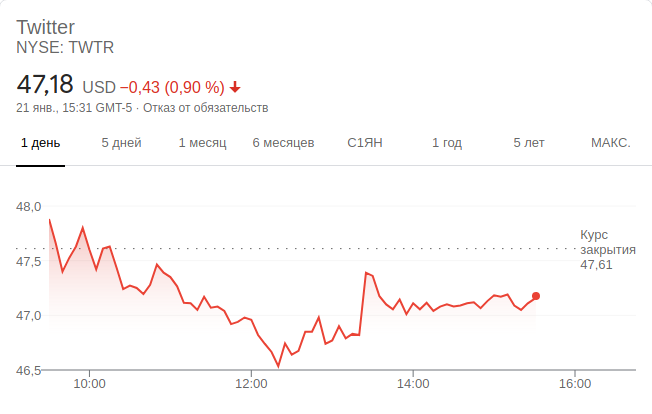 Twitter
NYSE: TWTR
47,18 USD −0,43 (0,90 %)
21 янв., 15:31 GMT-5 · Отказ от обязательств
1 день 5 дней 1 месяц 6 месяцев С1ЯН 1 год 5 лет МАКС.
48,0
Курс
закрытия
47,61
47,5
47,0
46,5
10:00 12:00 14:00 16:00